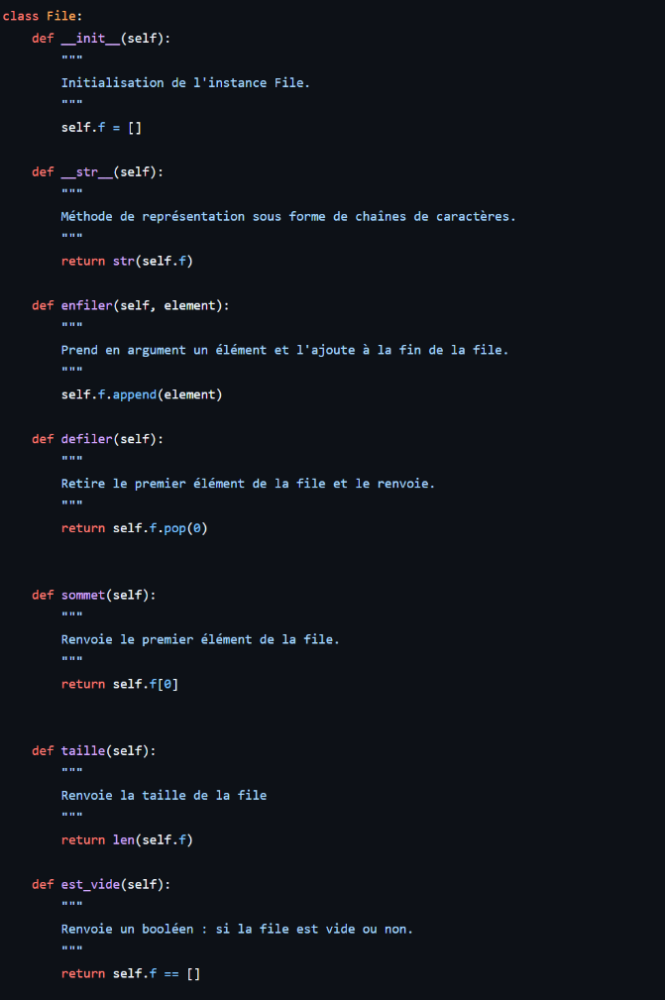 class File:
    def __init__(self):
        """
        Initialisation de l'instance File.
        """
        self.f = []

    def __str__(self):
        """
        Méthode de représentation sous forme de chaines de caractères.
        """
        return str(self.f)

    def enfiler(self, element):
        """
        Prend en argument un élément et l'ajoute à la fin de la file.
        """
        self.f.append(element)

    def defiler(self):
        """
        Retire le premier élément de la file et le renvoie.
        """
        return self.f.pop(0)


    def sommet(self):
        """
        Renvoie le premier élément de la file.
        """
        return self.f[0]


    def taille(self):
        """
        Renvoie la taille de la file
        """
        return len(self.f)

    def est_vide(self):
        """
        Renvoie un booléen : si la file est vide ou non.
        """
        return self.f == []